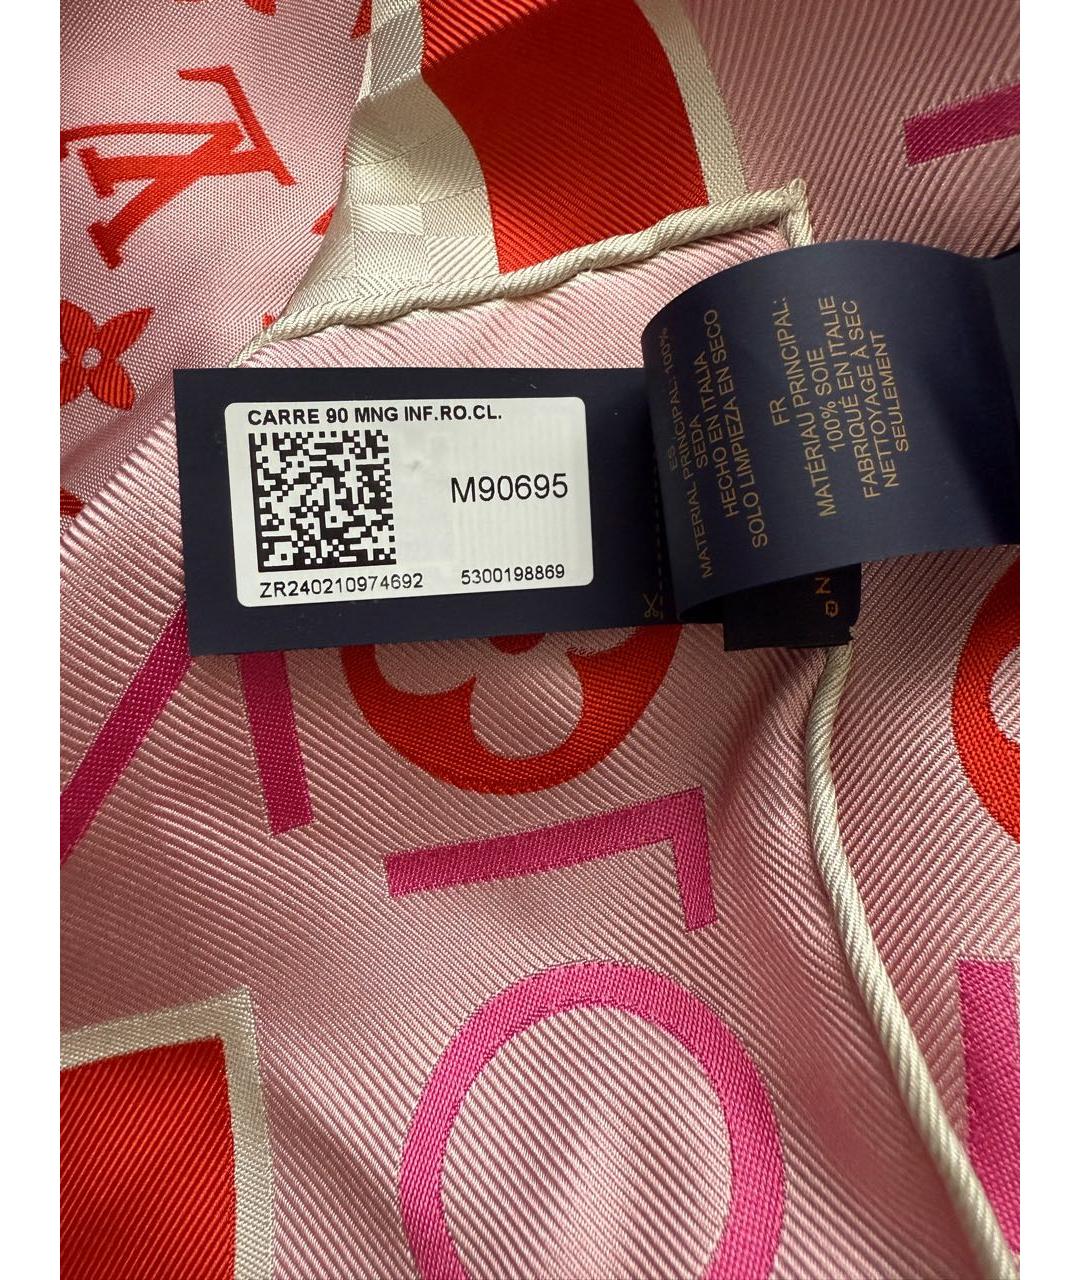 CARRE 90 MNG INF.RO.CL.
M90695
ZR240210974692 5300198869
ES
MATERIAL PRINCIPAL: 100%
SEDA
HECHO EN ITALIA
SOLO LIMPIEZA EN SECO
FR
MATÉRIAU PRINCIPAL:
100% SOIE
FABRIQUÉ EN ITALIE
NETTOYAGE À SEC
SEULEMENT